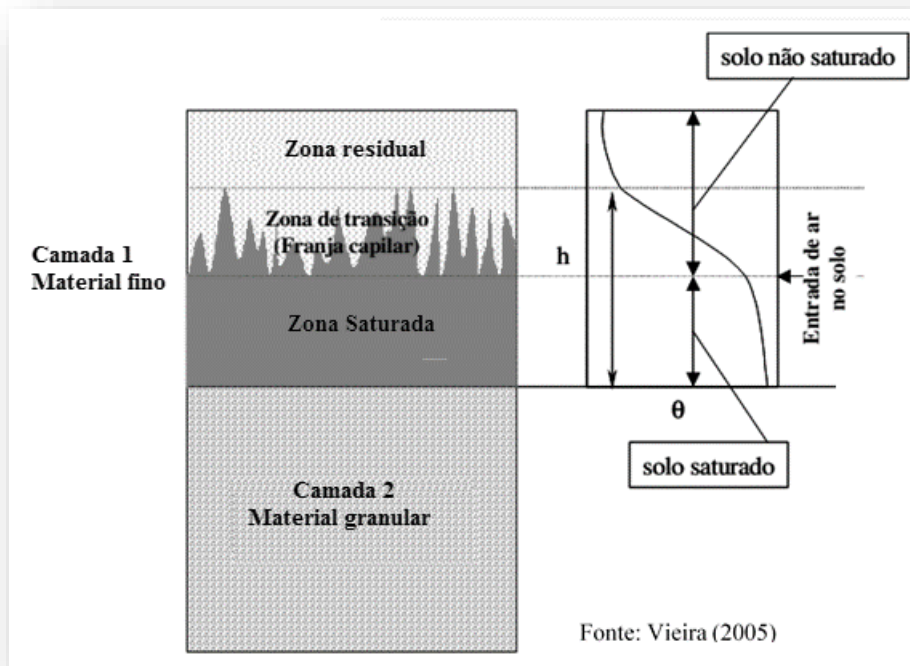 solo não saturado
Zona residual
Zona de transição
(Franja capilar)
Camada 1
Material fino
h
Entrada de ar
no solo
Zona Saturada
θ
solo saturado
Camada 2
Material granular
Fonte: Vieira (2005)